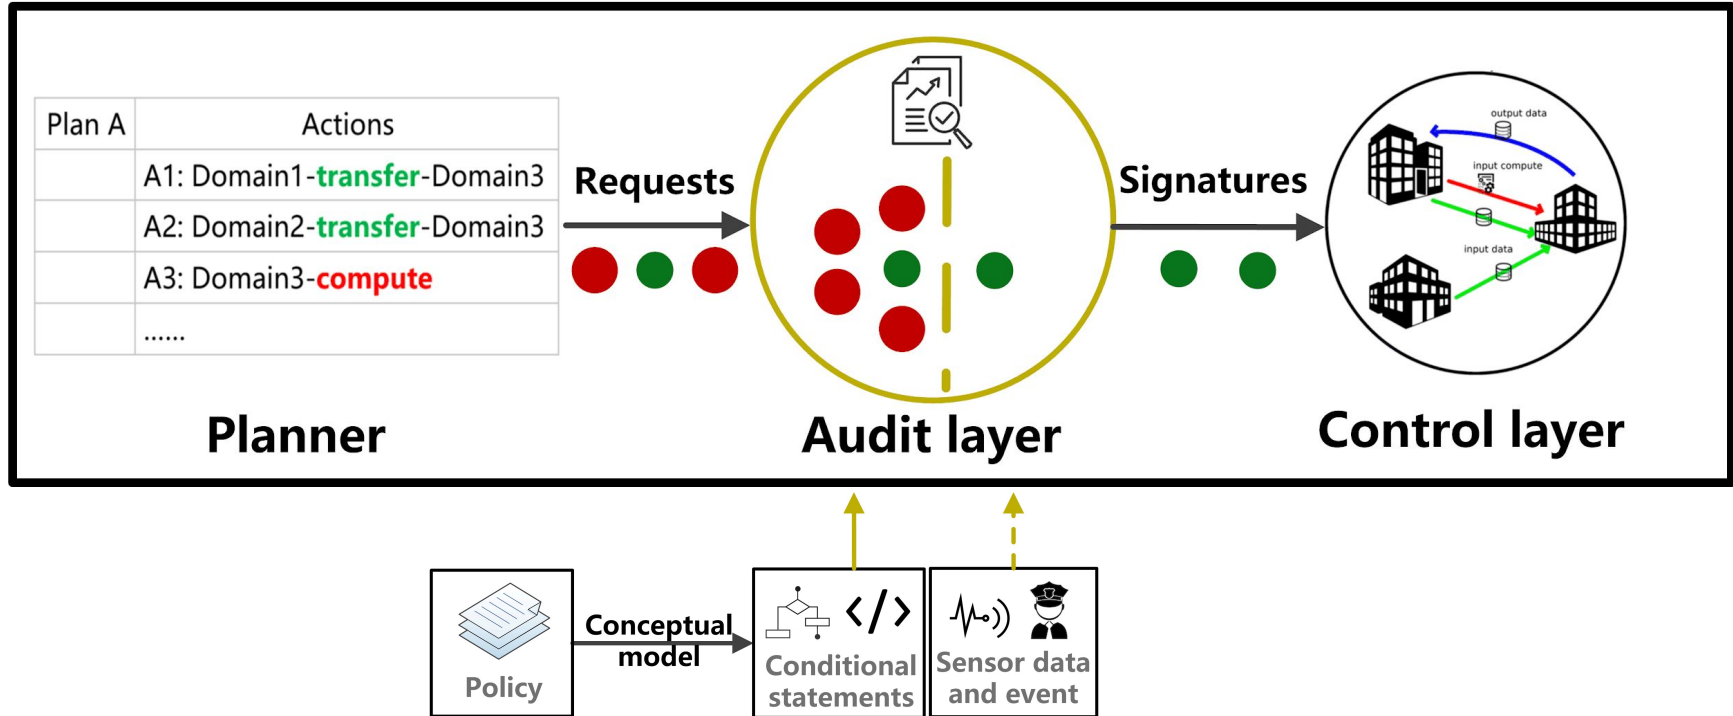 Plan A
Actions
A1: Domain1-transfer-Domain3
A2: Domain2-transfer-Domain3
A3: Domain3-compute
......
Planner
Requests
Audit layer
Signatures
output data
input compute
input data
Control layer
Policy
Conceptual
model
</>
Conditional
statements
Sensor data
and event